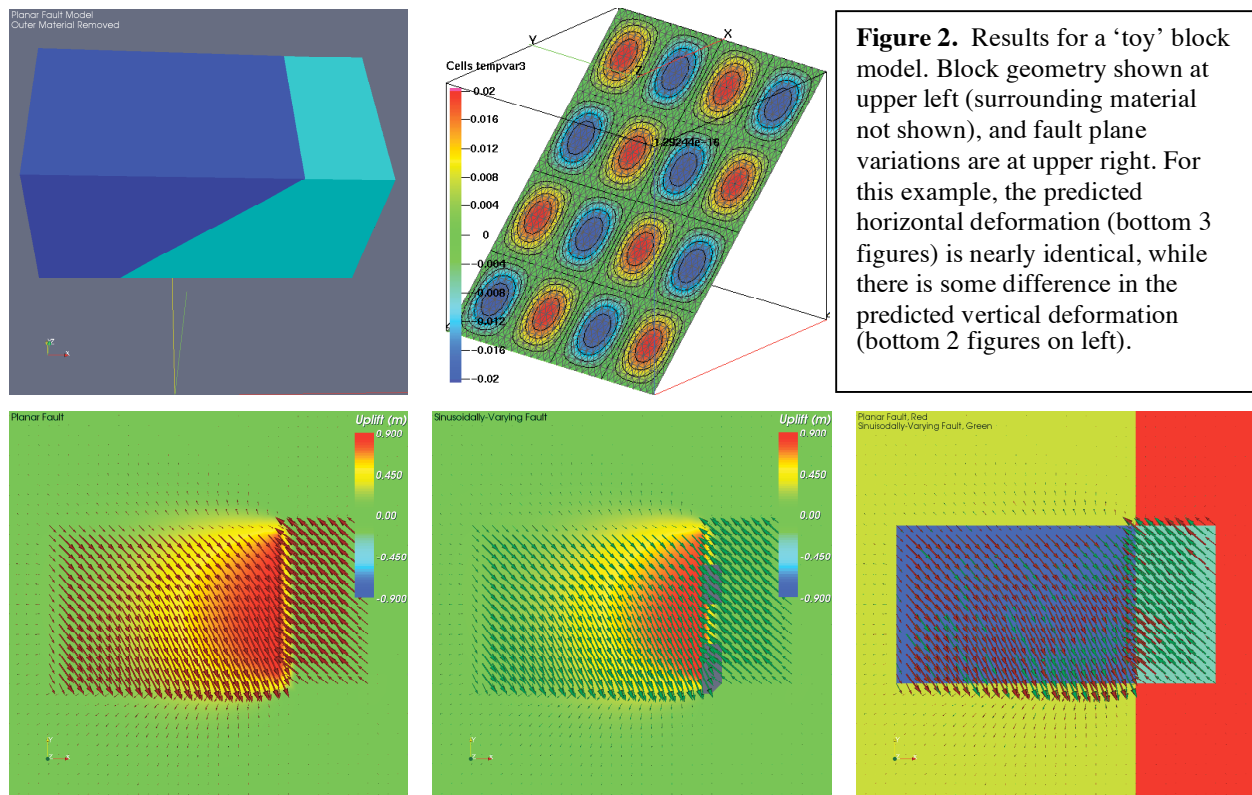 Planar Fault Model
Outer Material Removed
Y
X
Z
Cells tempvar3
0.02
0.016
0.012
0.008
0.004
0
-0.004
-0.008
-0.012
-0.016
-0.02
1.29244e-16
Figure 2. Results for a ‘toy’ block
model. Block geometry shown at
upper left (surrounding material
not shown), and fault plane
variations are at upper right. For
this example, the predicted
horizontal deformation (bottom 3
figures) is nearly identical, while
there is some difference in the
predicted vertical deformation
(bottom 2 figures on left).
Planar Fault
Uplift (m)
0.900
0.450
0.00
-0.450
-0.900
Y
X
Sinusoidally-Varying Fault
Uplift (m)
0.900
0.450
0.00
-0.450
-0.900
Y
X
Planar Fault, Red
Sinuisodally-Varying Fault, Green
Y
X